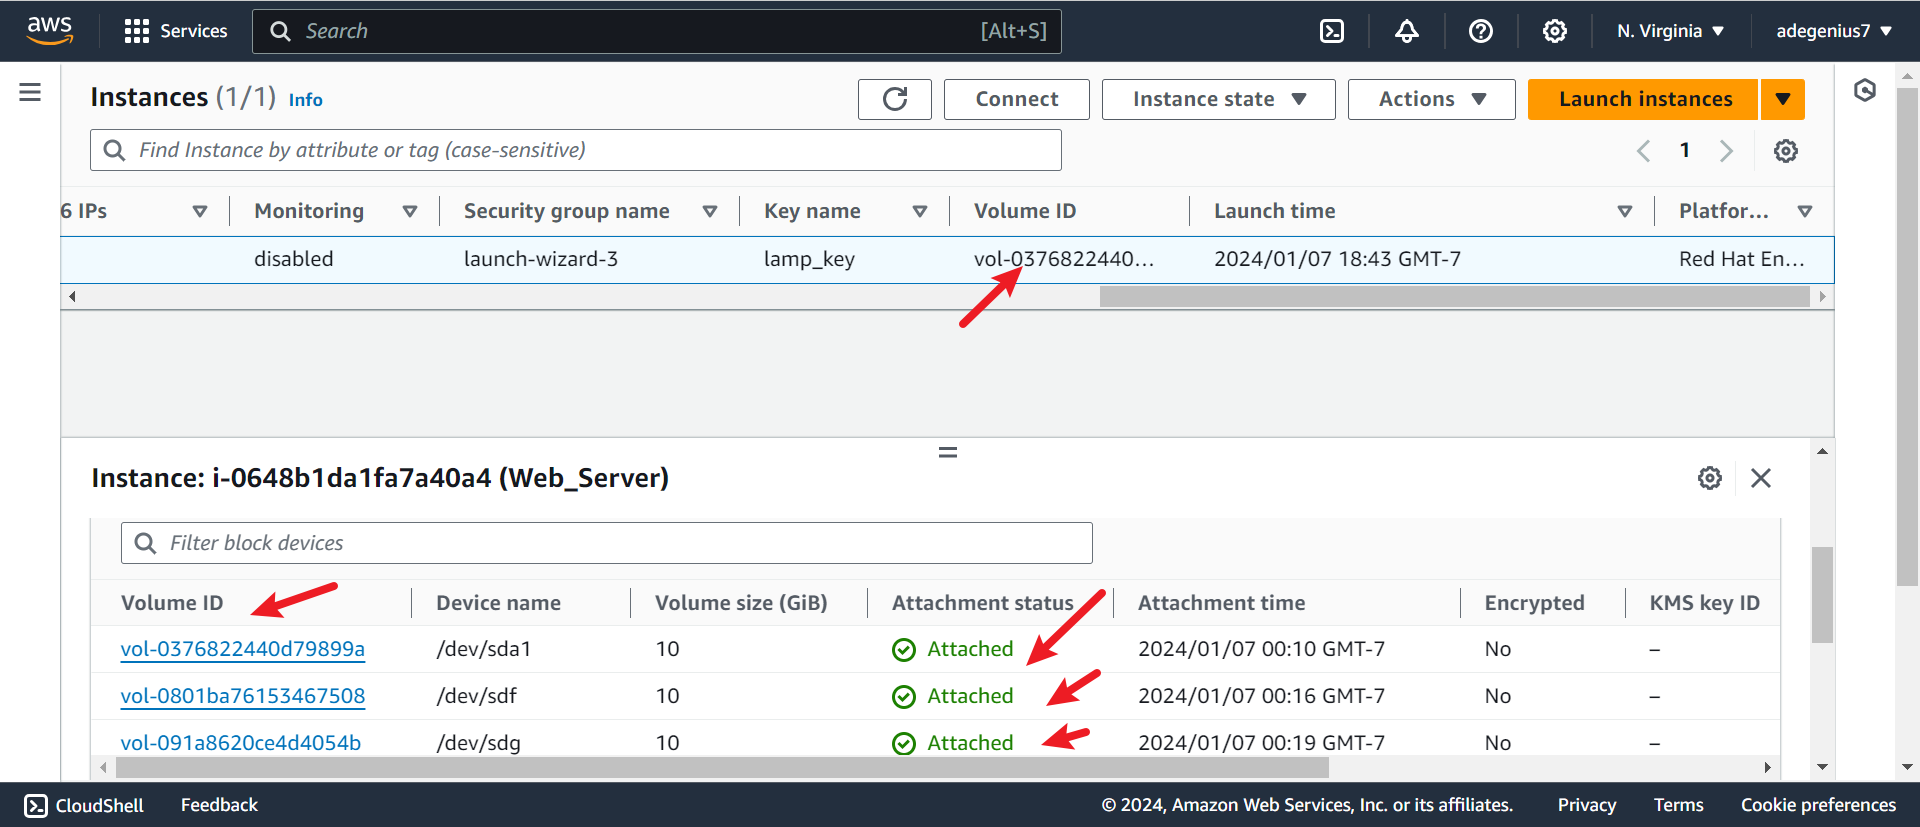 aws Services Search [Alt+S] N. Virginia adegenius7
Instances (1/1) Info Connect Instance state Actions Launch instances
Find Instance by attribute or tag (case-sensitive) 1
6 IPs Monitoring Security group name Key name Volume ID Launch time Platfor...
disabled launch-wizard-3 lamp_key vol-0376822440... 2024/01/07 18:43 GMT-7 Red Hat En...
Instance: i-0648b1da1fa7a40a4 (Web_Server)
Filter block devices
Volume ID Device name Volume size (GiB) Attachment status Attachment time Encrypted KMS key ID
vol-0376822440d79899a /dev/sda1 10 Attached 2024/01/07 00:10 GMT-7 No –
vol-0801ba76153467508 /dev/sdf 10 Attached 2024/01/07 00:16 GMT-7 No –
vol-091a8620ce4d4054b /dev/sdg 10 Attached 2024/01/07 00:19 GMT-7 No –
CloudShell Feedback © 2024, Amazon Web Services, Inc. or its affiliates. Privacy Terms Cookie preferences